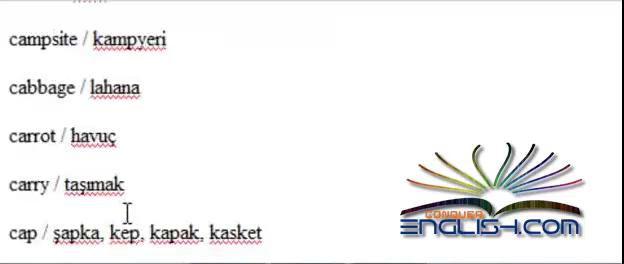 campsite / kampyeri
cabbage / lahana
carrot / havuç
carry / taşımak
cap / şapka, kep, kapak, kasket
CONQUER
ENGLISH.COM